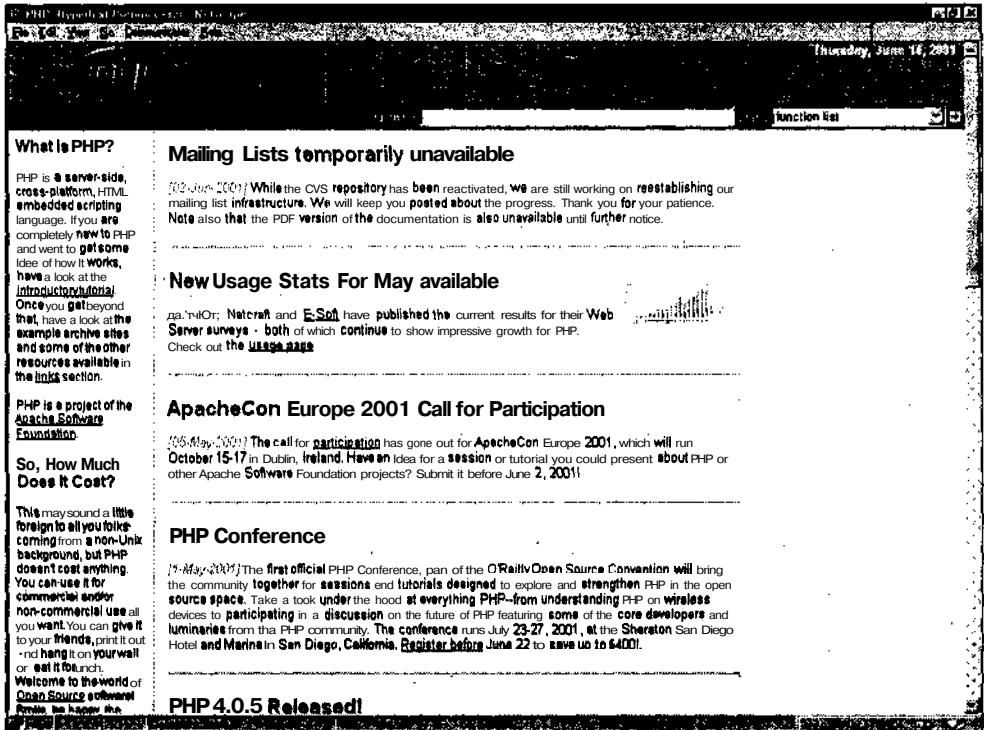 Thursday, June
function list
What Is PHP?
PHP is a server-side,
cross-platform, HTML
embedded scripting
language. If you are
completely new to PHP
and went to get some
Idee of how It works,
have a look at the
introductory tutorial.
Once you get beyond
that, have a look at the
example archive sites
and some of the other
resources available in
the links section.
PHP is a project of the
Apache Software
Foundation.
So, How Much
Does It Cost?
This may sound a little
foreign to all you folks
coming from a non-Unix
background, but PHP
doesn't cost anything.
You can use it for
commercial and/or
non-commercial use all
you want. You can give it
to your friends, print It out
and hang It on your wall
or eat it for lunch.
Welcome to the world of
Open Source software!
Smile, be happy, the
Mailing Lists temporarily unavailable
[02-Jun-2001] While the CVS repository has been reactivated, we are still working on reestablishing our
mailing list infrastructure. We will keep you posted about the progress. Thank you for your patience.
Note also that the PDF version of the documentation is also unavailable until further notice.
New Usage Stats For May available
Netcraft and E-Soft have published the current results for their Web
Server surveys - both of which continue to show impressive growth for PHP.
Check out the usage page
ApacheCon Europe 2001 Call for Participation
[05-May-2001] The call for participation has gone out for ApacheCon Europe 2001, which will run
October 15-17 in Dublin, Ireland. Have an Idea for a session or tutorial you could present about PHP or
other Apache Software Foundation projects? Submit it before June 2, 2001!
PHP Conference
[1-May-2001] The first official PHP Conference, pan of the O'Reilly Open Source Convention will bring
the community together for sessions end tutorials designed to explore and strengthen PHP in the open
source space. Take a took under the hood at everything PHP--from understanding PHP on wireless
devices to participating in a discussion on the future of PHP featuring some of the core developers and
luminaries from tha PHP community. The conference runs July 23-27, 2001, at the Sheraton San Diego
Hotel and Marina In San Diego, California. Register before June 22 to save up to $400!.
PHP 4.0.5 Released!